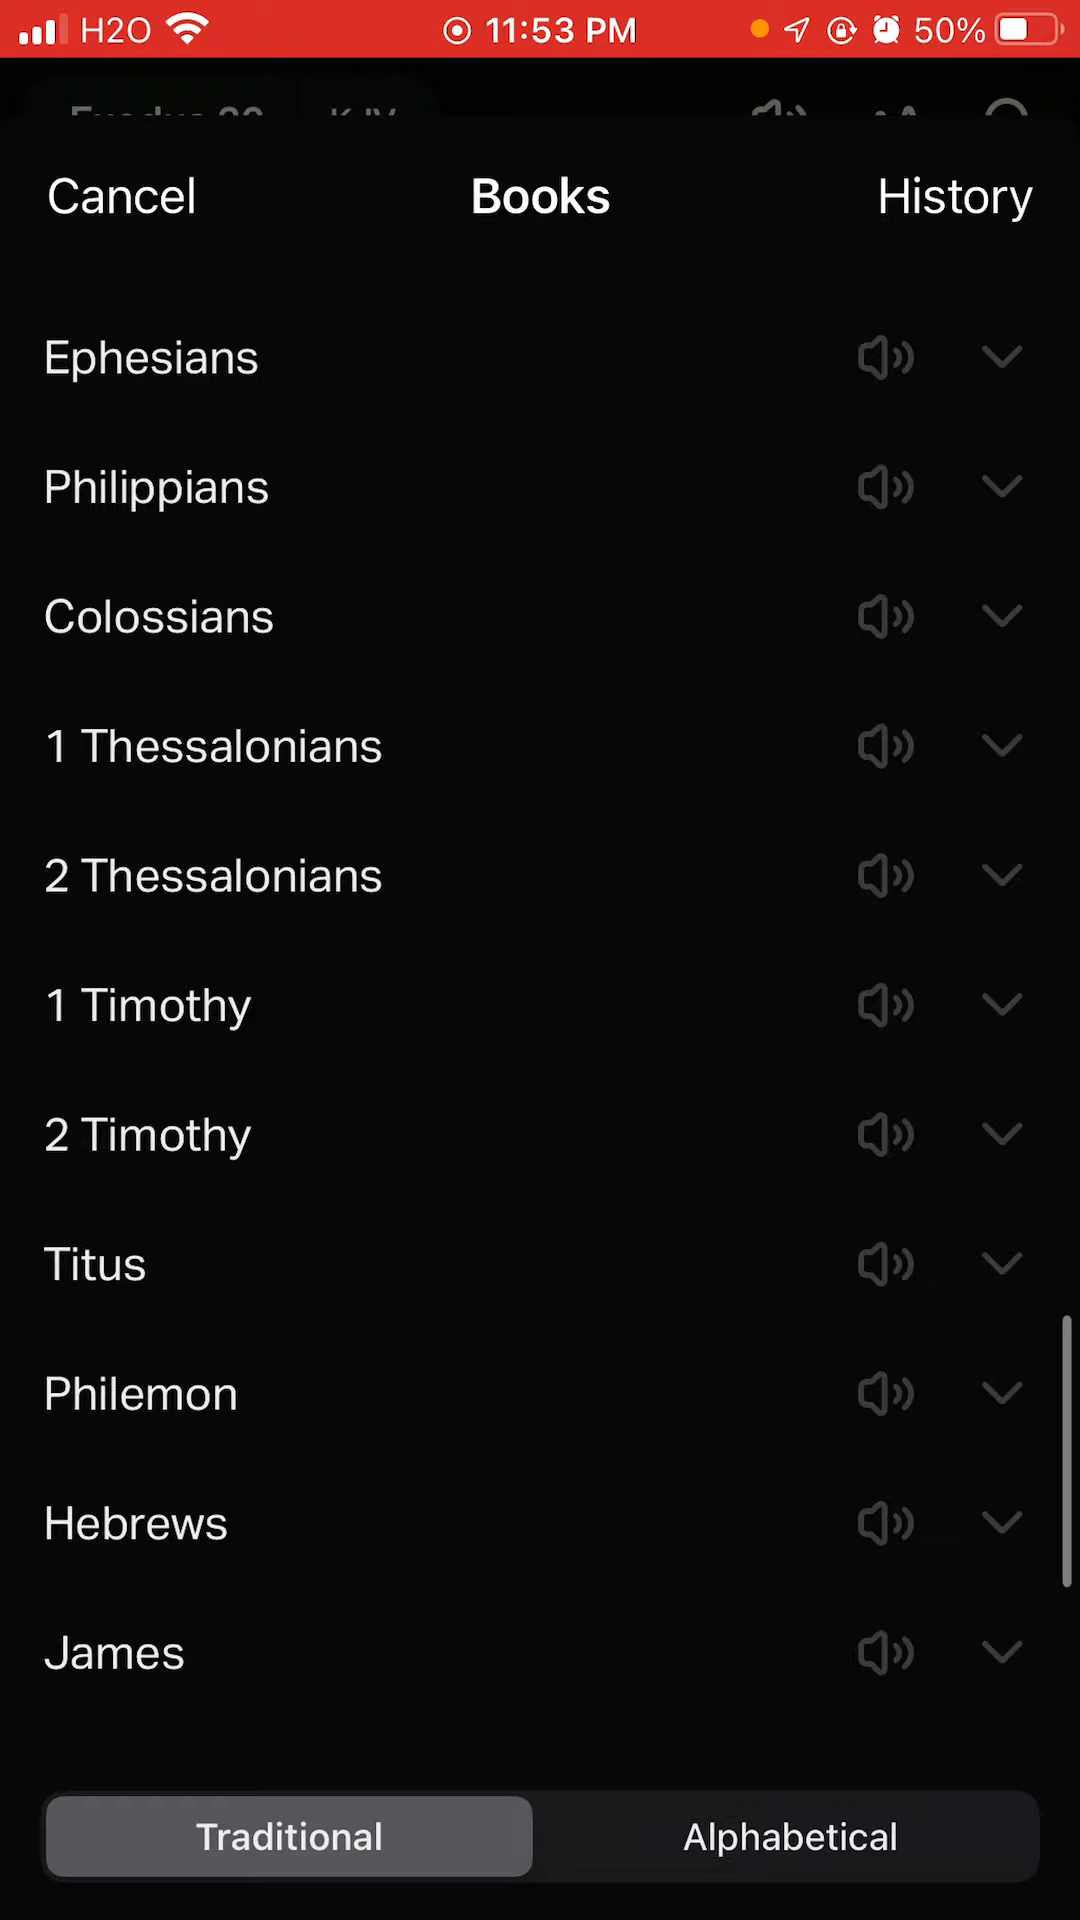 H2O 11:53 PM 50%
Cancel Books History
Ephesians
Philippians
Colossians
1 Thessalonians
2 Thessalonians
1 Timothy
2 Timothy
Titus
Philemon
Hebrews
James
Traditional Alphabetical